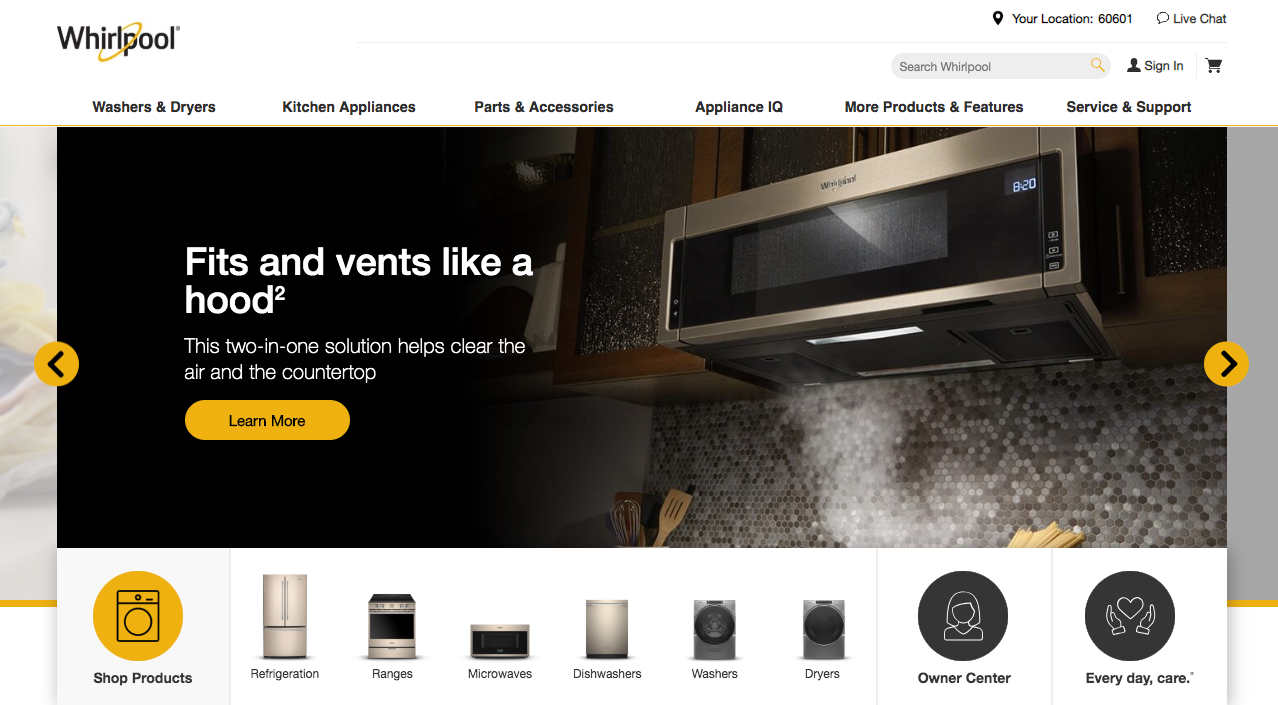 Whirlpool®
Your Location: 60601
Live Chat
Search Whirlpool
Sign In
Washers & Dryers
Kitchen Appliances
Parts & Accessories
Appliance IQ
More Products & Features
Service & Support
Whirlpool
8:20
Fits and vents like a
hood²
This two-in-one solution helps clear the
air and the countertop
Learn More
Shop Products
Refrigeration
Ranges
Microwaves
Dishwashers
Washers
Dryers
Owner Center
Every day, care.®